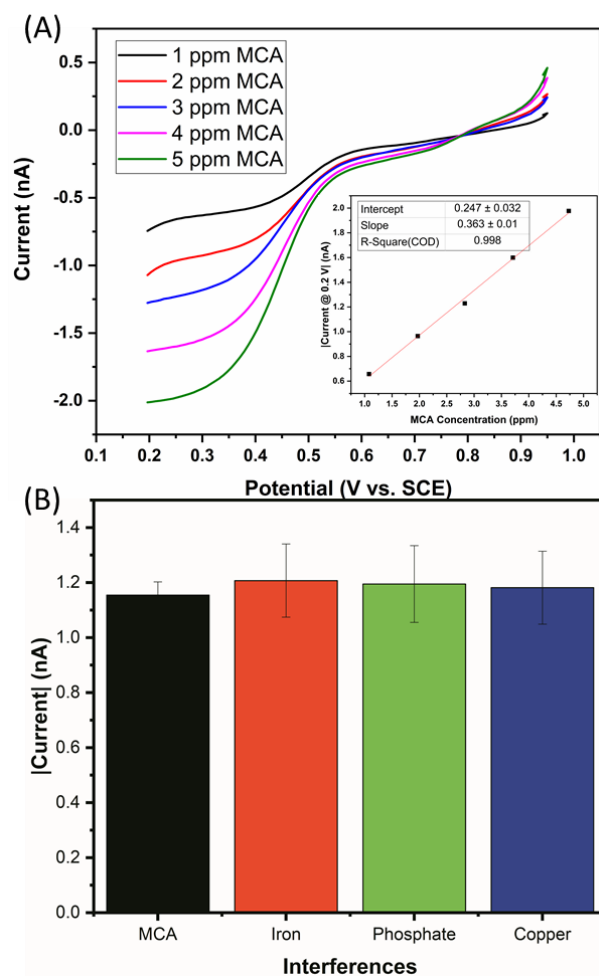 (A)
1 ppm MCA
2 ppm MCA
3 ppm MCA
4 ppm MCA
5 ppm MCA
Current (nA)
0.5
0.0
-0.5
-1.0
-1.5
-2.0
0.1 0.2 0.3 0.4 0.5 0.6 0.7 0.8 0.9 1.0
Potential (V vs. SCE)
Intercept 0.247 ± 0.032
Slope 0.363 ± 0.01
R-Square(COD) 0.998
|Current @ 0.2 V| (nA)
2.0
1.8
1.6
1.4
1.2
1.0
0.8
0.6
1.0 1.5 2.0 2.5 3.0 3.5 4.0 4.5 5.0
MCA Concentration (ppm)
(B)
|Current| (nA)
1.4
1.2
1.0
0.8
0.6
0.4
0.2
0.0
MCA Iron Phosphate Copper
Interferences